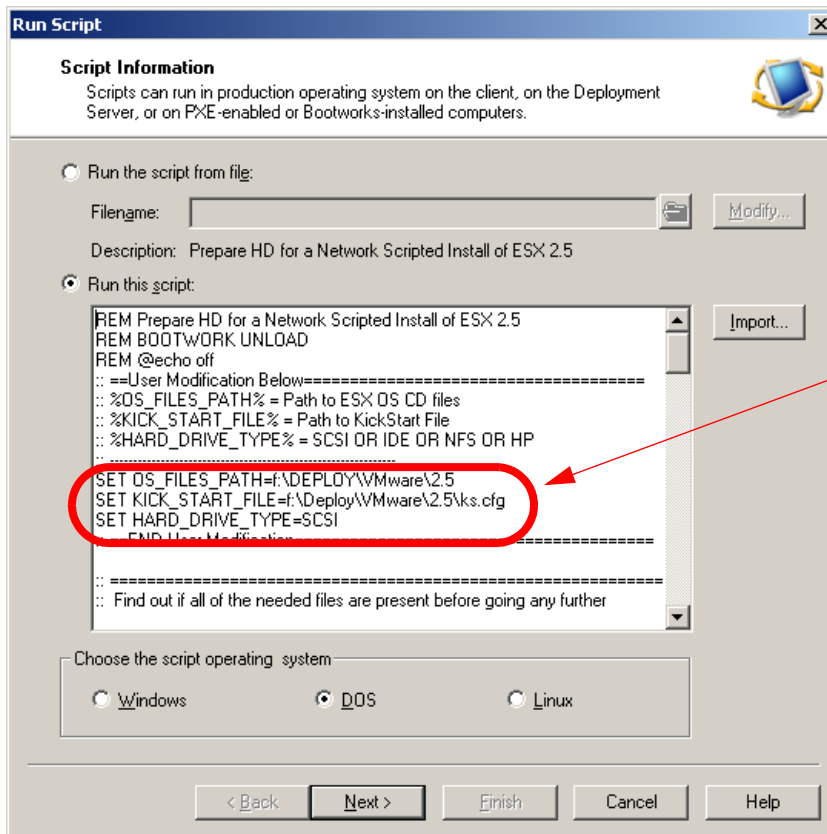 Run Script
Script Information
Scripts can run in production operating system on the client, on the Deployment
Server, or on PXE-enabled or Bootworks-installed computers.
Run the script from file:
Filename:
Modify...
Description: Prepare HD for a Network Scripted Install of ESX 2.5
Run this script:
Import...
REM Prepare HD for a Network Scripted Install of ESX 2.5
REM BOOTWORK UNLOAD
REM @echo off
:: ==User Modification Below=====================================
:: %OS_FILES_PATH% = Path to ESX OS CD files
:: %KICK_START_FILE% = Path to KickStart File
:: %HARD_DRIVE_TYPE% = SCSI OR IDE OR NFS OR HP
:: ---------------------------------------------------------------
SET OS_FILES_PATH=f:\DEPLOY\VMware\2.5
SET KICK_START_FILE=f:\Deploy\VMware\2.5\ks.cfg
SET HARD_DRIVE_TYPE=SCSI
:: ==END User Modification=======================================
:: ============================================================
:: Find out if all of the needed files are present before going any further
Choose the script operating system
Windows
DOS
Linux
< Back
Next >
Finish
Cancel
Help